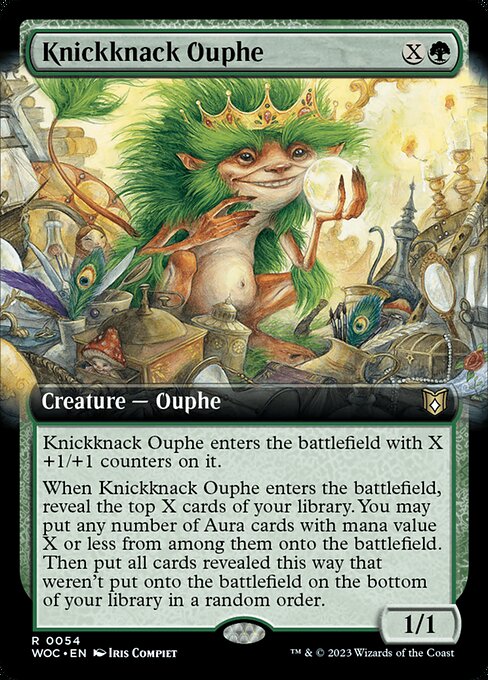 Knickknack Ouphe X
Creature — Ouphe
Knickknack Ouphe enters the battlefield with X
+1/+1 counters on it.
When Knickknack Ouphe enters the battlefield,
reveal the top X cards of your library. You may
put any number of Aura cards with mana value
X or less from among them onto the battlefield.
Then put all cards revealed this way that
weren't put onto the battlefield on the bottom
of your library in a random order.
1/1
R 0054
WOC • EN Iris Compiet
™ & © 2023 Wizards of the Coast